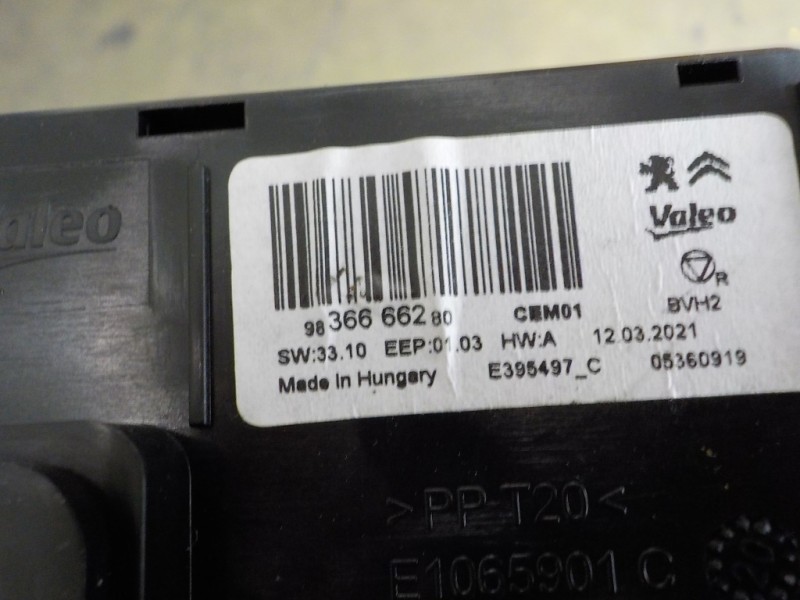 Valeo
98 366 662 80 CEM01
SW:33.10 EEP:01.03 HW:A 12.03.2021
Made In Hungary E395497_C 05360919
Valeo
R
BVH2
>PP-T20<
E1065901 C
20